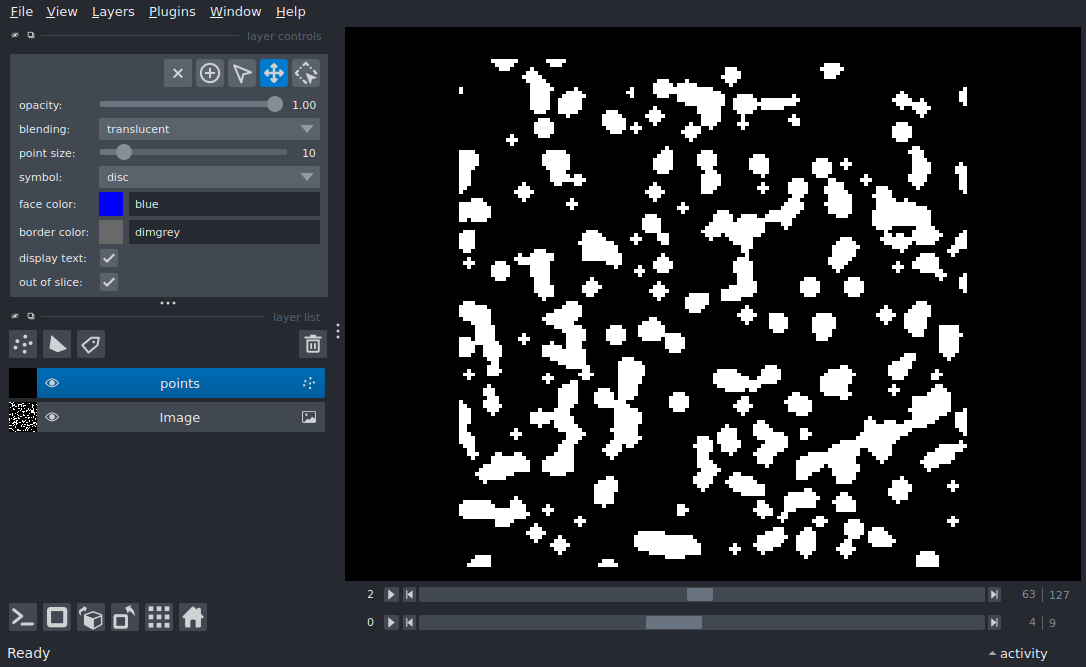 File View Layers Plugins Window Help
layer controls
opacity: 1.00
blending: translucent
point size: 10
symbol: disc
face color: blue
border color: dimgrey
display text:
out of slice:
layer list
points
Image
2 63 127
0 4 9
Ready activity